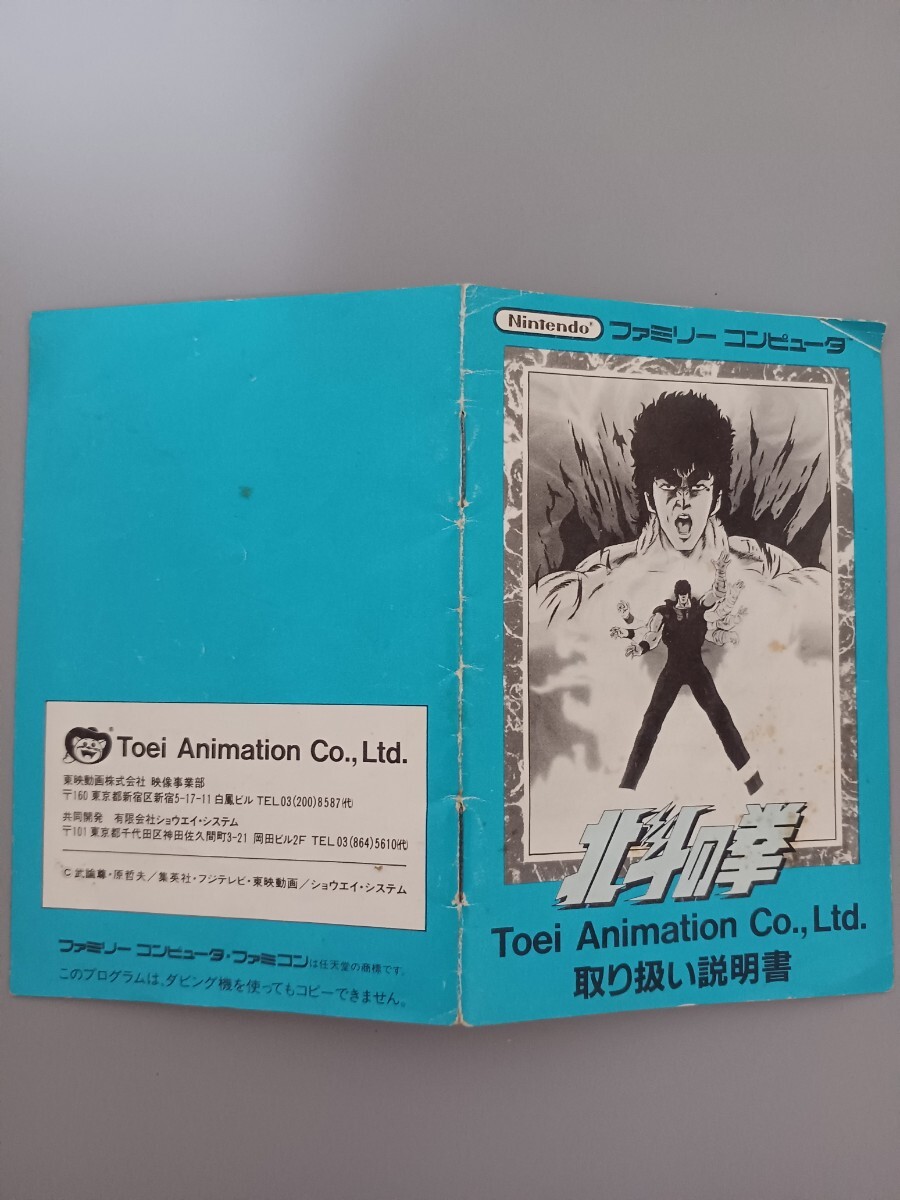 Nintendo® ファミリー コンピュータ™
北斗の拳
Toei Animation Co., Ltd.
取り扱い説明書
® Toei Animation Co., Ltd.
東映動画株式会社 映像事業部
〒160 東京都新宿区新宿5-17-11 白鳳ビル TEL03(200)8587(代)
共同開発 有限会社ショウエイ・システム
〒101 東京都千代田区神田佐久間町3-21 岡田ビル2F TEL 03(864)5610(代)
©武論尊・原哲夫/集英社・フジテレビ・東映動画/ショウエイ・システム
ファミリー コンピュータ・ファミコンは任天堂の商標です。
このプログラムは、ダビング機を使ってもコピーできません。